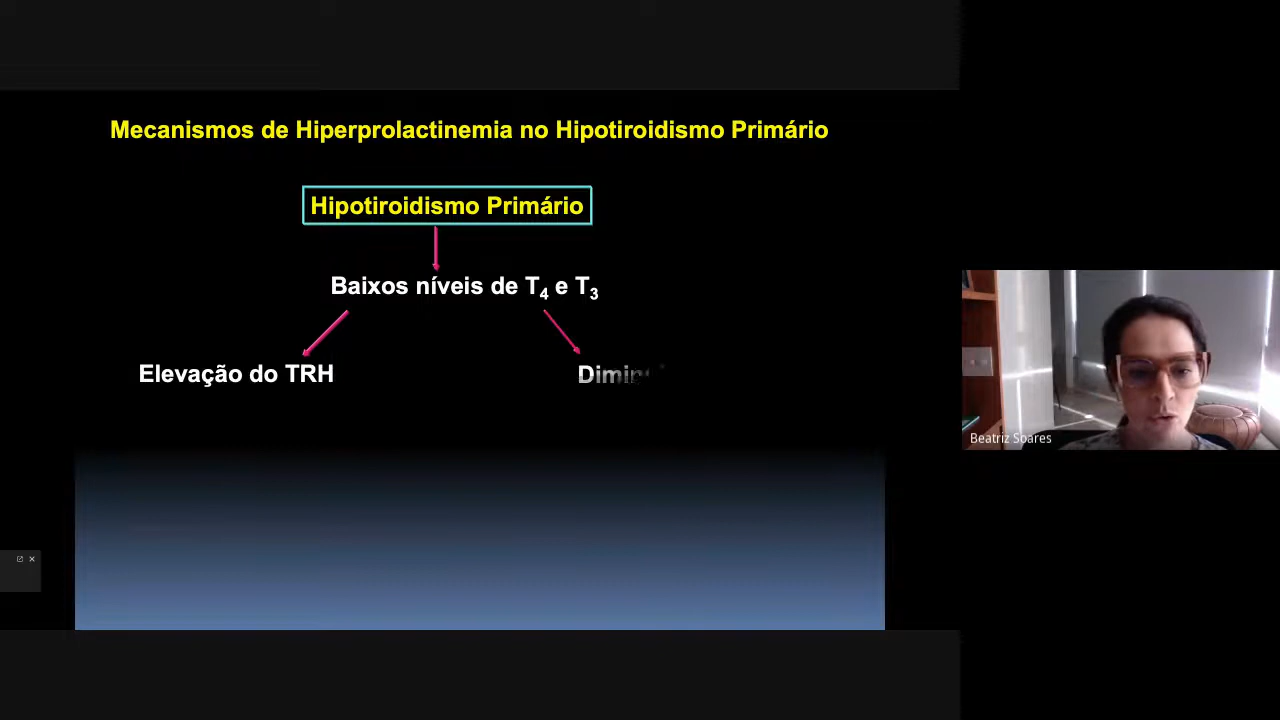 Mecanismos de Hiperprolactinemia no Hipotiroidismo Primário
Hipotiroidismo Primário
Baixos níveis de T₄ e T₃
Elevação do TRH
Beatriz Soares